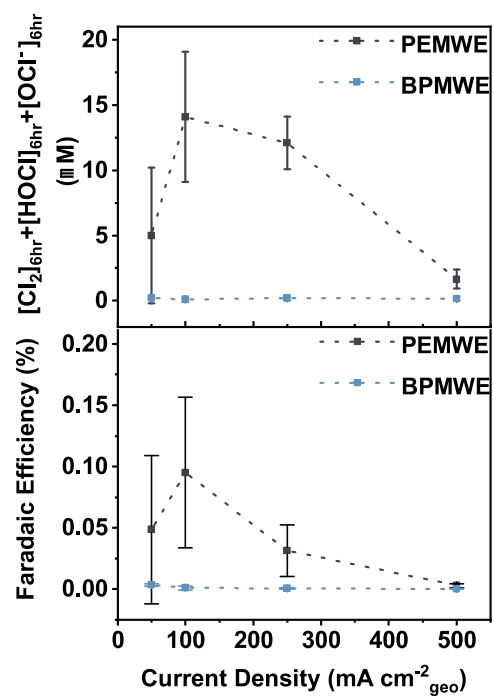 [Cl₂]₆ₕᵣ+[HOCl]₆ₕᵣ+[OCl⁻]₆ₕᵣ
(mM)
20
15
10
5
0
PEMWE
BPMWE
Faradaic Efficiency (%)
0.20
0.15
0.10
0.05
0.00
PEMWE
BPMWE
0 100 200 300 400 500
Current Density (mA cm⁻²geo)